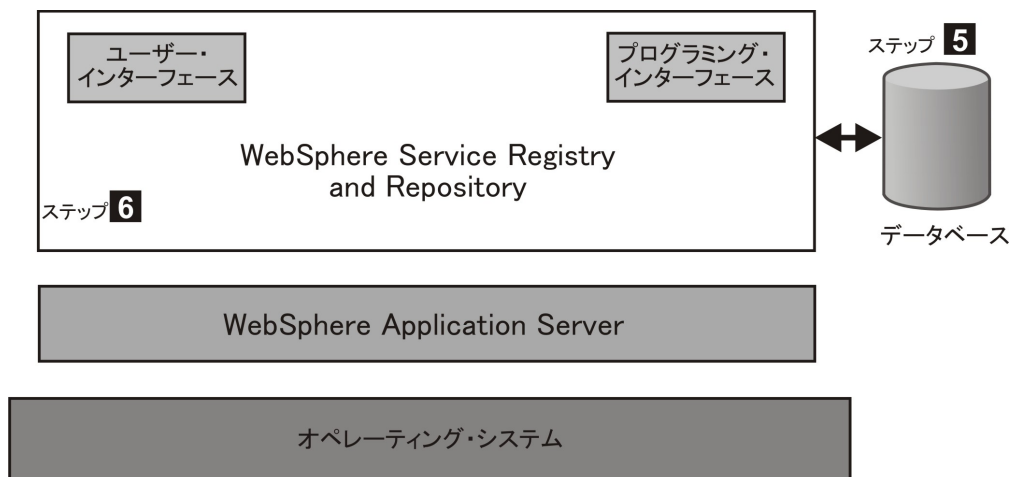 ユーザー・
インターフェース
プログラミング・
インターフェース
ステップ 5
WebSphere Service Registry
and Repository
ステップ 6
データベース
WebSphere Application Server
オペレーティング・システム